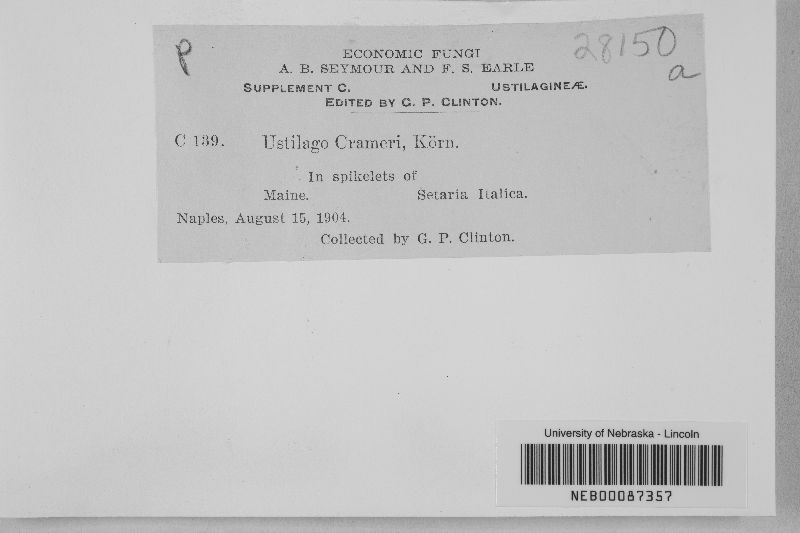 P
28150
a
ECONOMIC FUNGI
A. B. SEYMOUR AND F. S. EARLE
SUPPLEMENT C. USTILAGINEÆ.
EDITED BY G. P. CLINTON.
C 139. Ustilago Crameri, Körn.
In spikelets of
Maine. Setaria Italica.
Naples, August 15, 1904.
Collected by G. P. Clinton.
University of Nebraska - Lincoln
NEB00087357